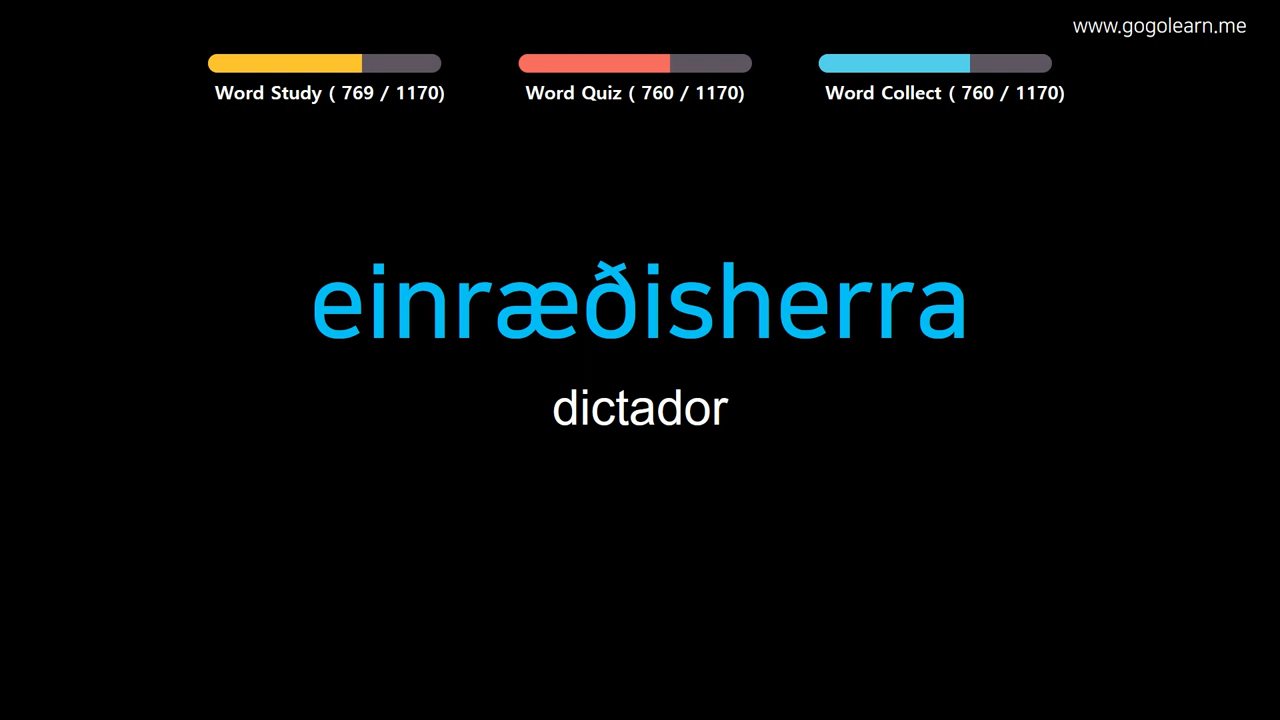 www.gogolearn.me
Word Study ( 769 / 1170)
Word Quiz ( 760 / 1170)
Word Collect ( 760 / 1170)
einræðisherra
dictador